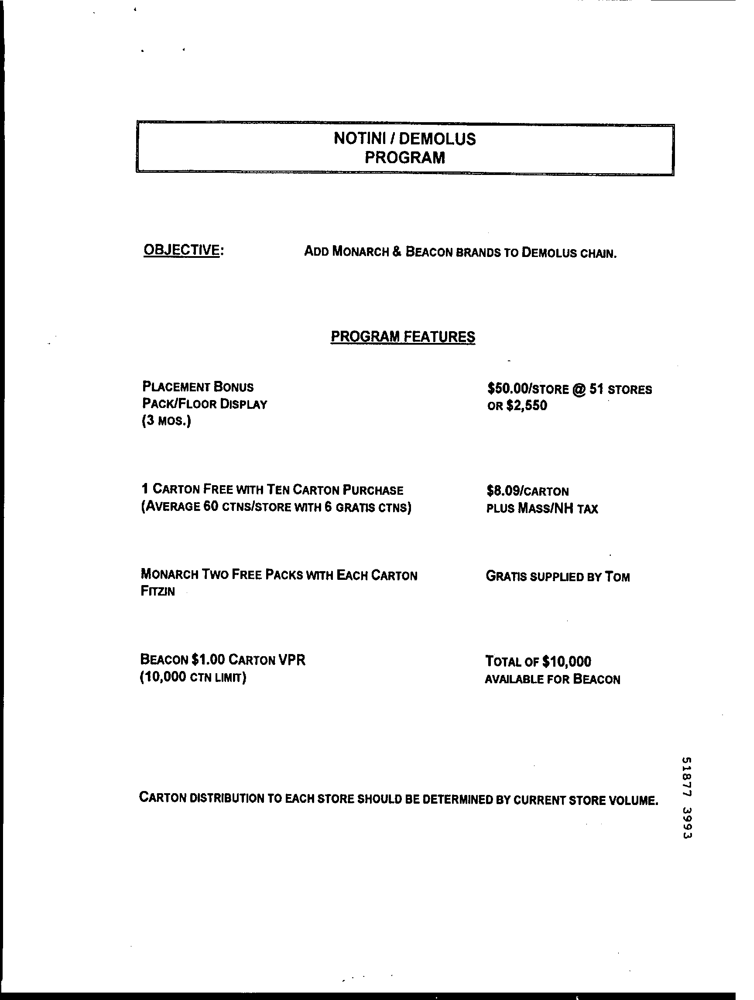 NOTINI / DEMOLUS
PROGRAM
OBJECTIVE: ADD MONARCH & BEACON BRANDS TO DEMOLUS CHAIN.
PROGRAM FEATURES
PLACEMENT BONUS $50.00/STORE @ 51 STORES
PACK/FLOOR DISPLAY OR $2,550
(3 MOS.)
1 CARTON FREE WITH TEN CARTON PURCHASE $8.09/CARTON
(AVERAGE 60 CTNS/STORE WITH 6 GRATIS CTNS) PLUS MASS/NH TAX
MONARCH TWO FREE PACKS WITH EACH CARTON GRATIS SUPPLIED BY TOM
FITZIN
BEACON $1.00 CARTON VPR TOTAL OF $10,000
(10,000 CTN LIMIT) AVAILABLE FOR BEACON
CARTON DISTRIBUTION TO EACH STORE SHOULD BE DETERMINED BY CURRENT STORE VOLUME.
51877 3993